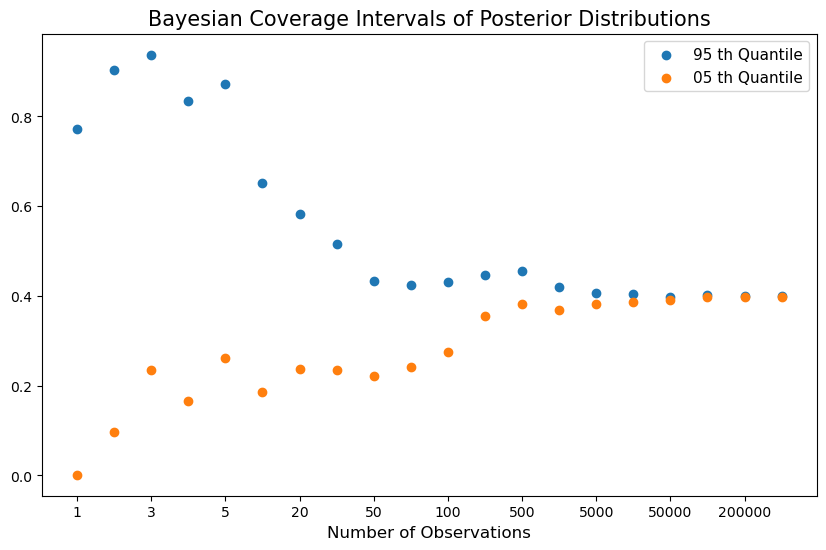 Bayesian Coverage Intervals of Posterior Distributions
95 th Quantile
05 th Quantile
0.8
0.6
0.4
0.2
0.0
1 3 5 20 50 100 500 5000 50000 200000
Number of Observations